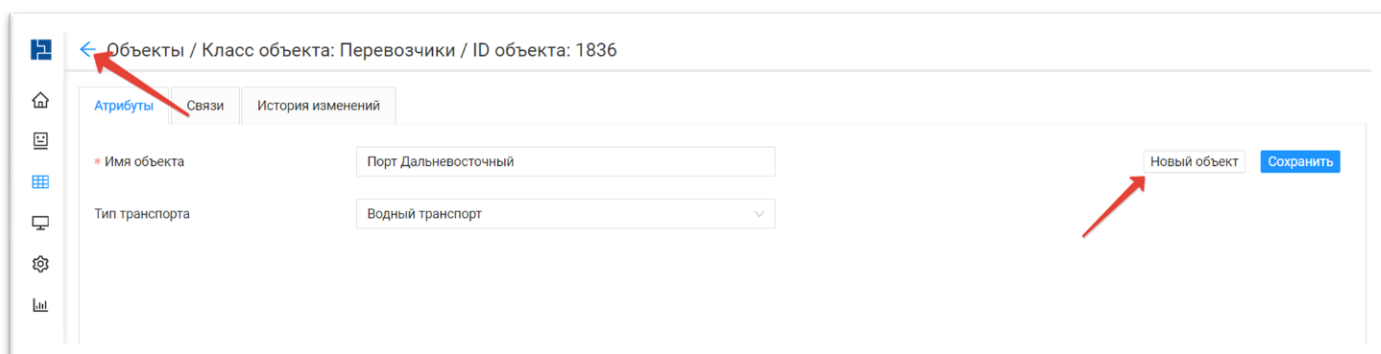 Объекты / Класс объекта: Перевозчики / ID объекта: 1836
Атрибуты Связи История изменений
* Имя объекта Порт Дальневосточный Новый объект Сохранить
Тип транспорта Водный транспорт